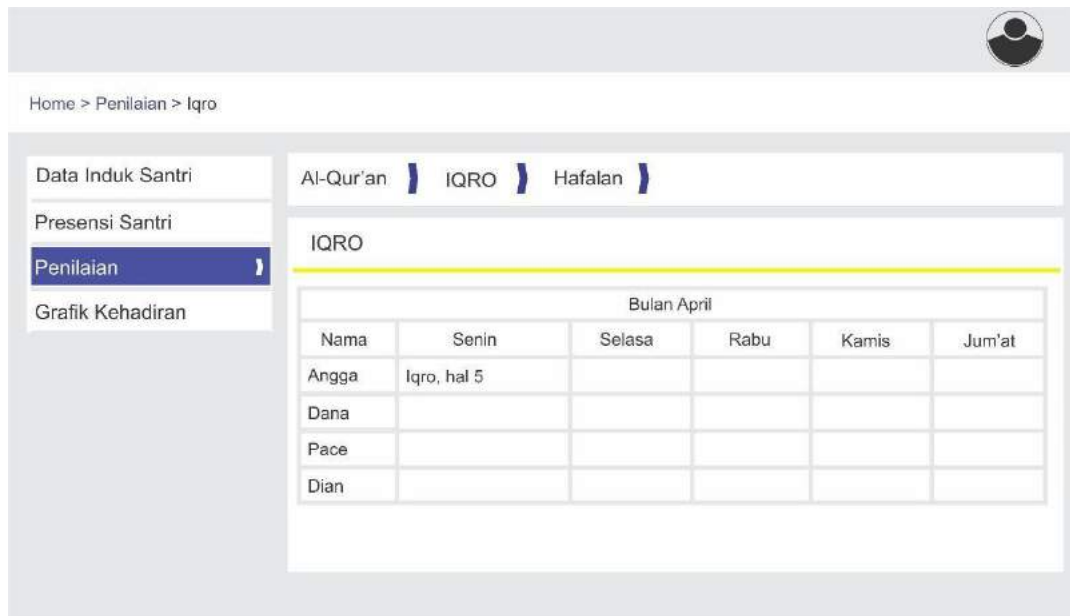 Home > Penilaian > Iqro
Data Induk Santri
Presensi Santri
Penilaian
Grafik Kehadiran
Al-Qur'an IQRO Hafalan
IQRO
Bulan April
Nama Senin Selasa Rabu Kamis Jum'at
Angga Iqro, hal 5
Dana
Pace
Dian